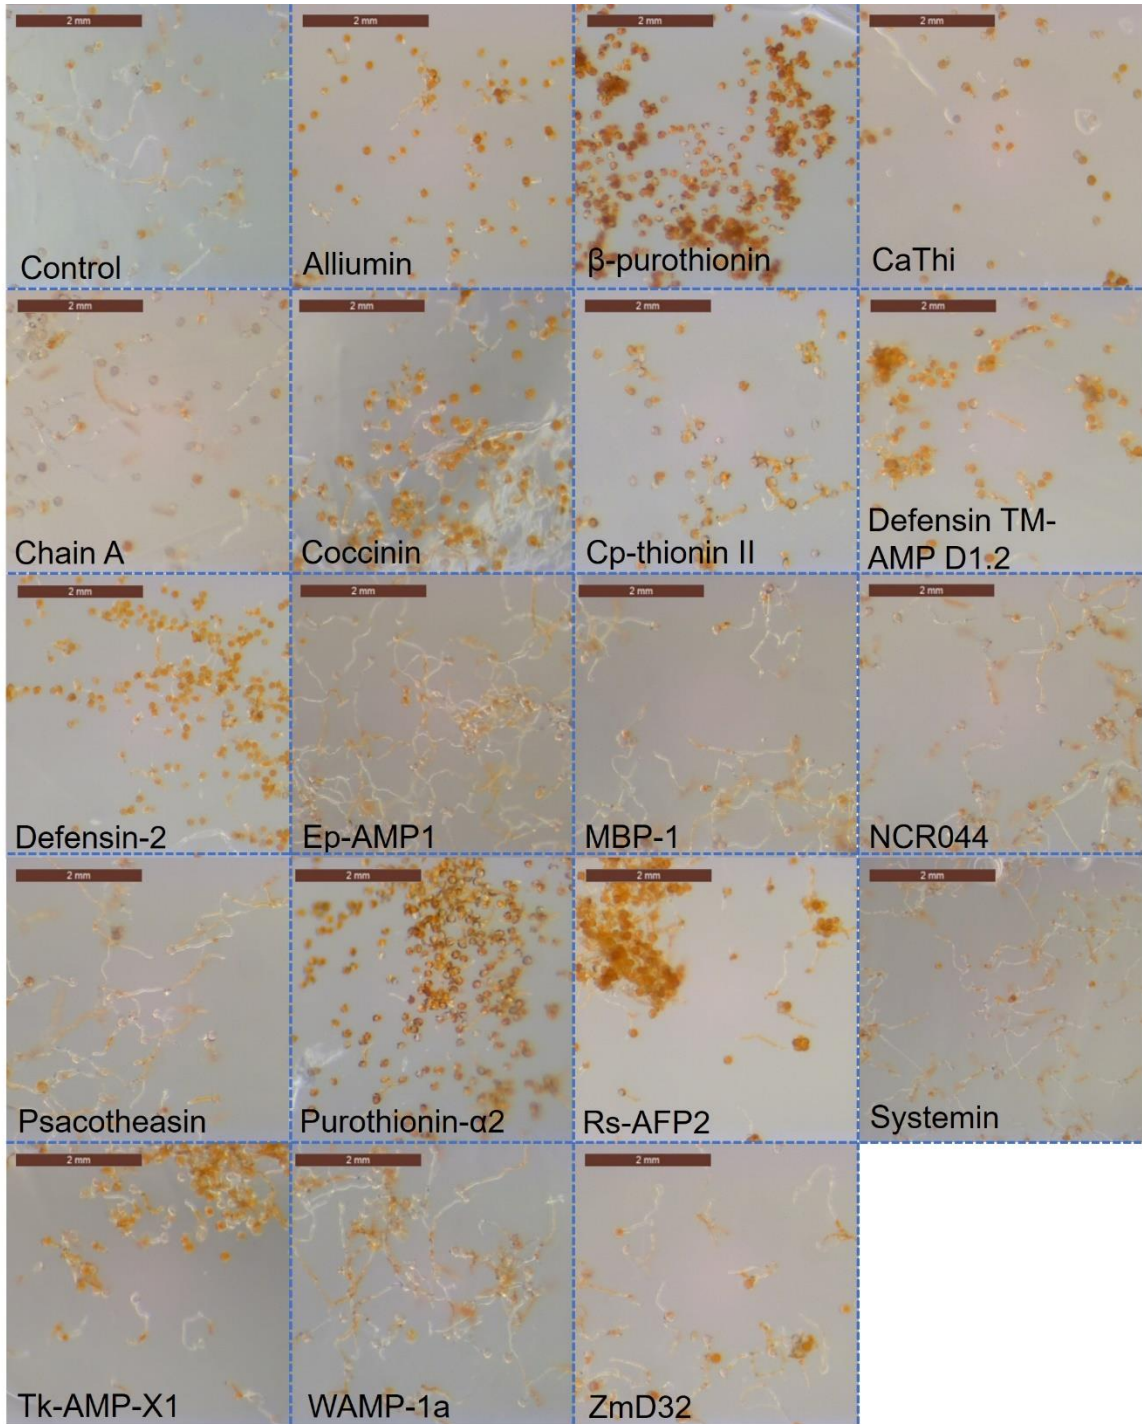 2 mm
2 mm
2 mm
2 mm
Control
Alliumin
β-purothionin
CaThi
2 mm
2 mm
2 mm
2 mm
Chain A
Coccinin
Cp-thionin II
Defensin TM-
AMP D1.2
2 mm
2 mm
2 mm
2 mm
Defensin-2
Ep-AMP1
MBP-1
NCR044
2 mm
2 mm
2 mm
2 mm
Psacotheasin
Purothionin-α2
Rs-AFP2
Systemin
2 mm
2 mm
2 mm
Tk-AMP-X1
WAMP-1a
ZmD32